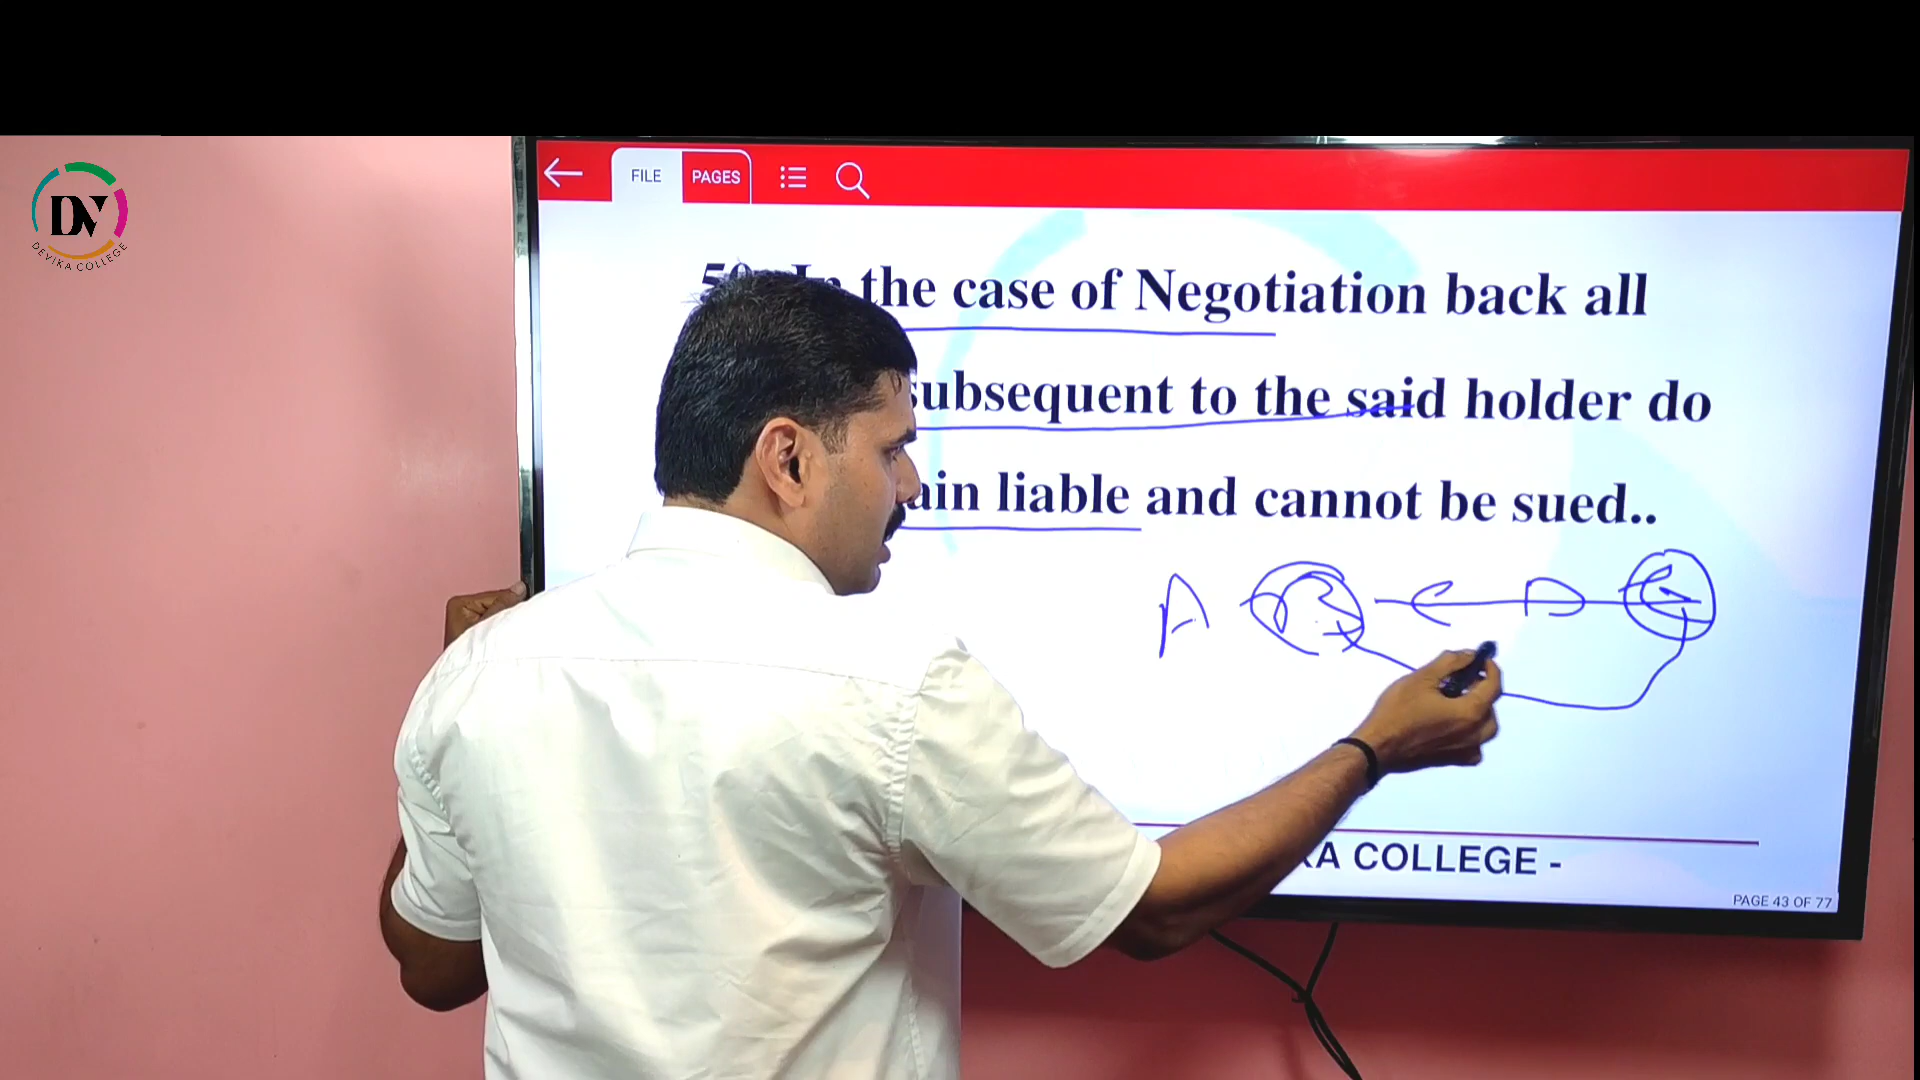 DV
DEVIKA COLLEGE
FILE
PAGES
the case of Negotiation back all
subsequent to the said holder do
liable and cannot be sued..
A B C D
COLLEGE -
PAGE 43 OF 77